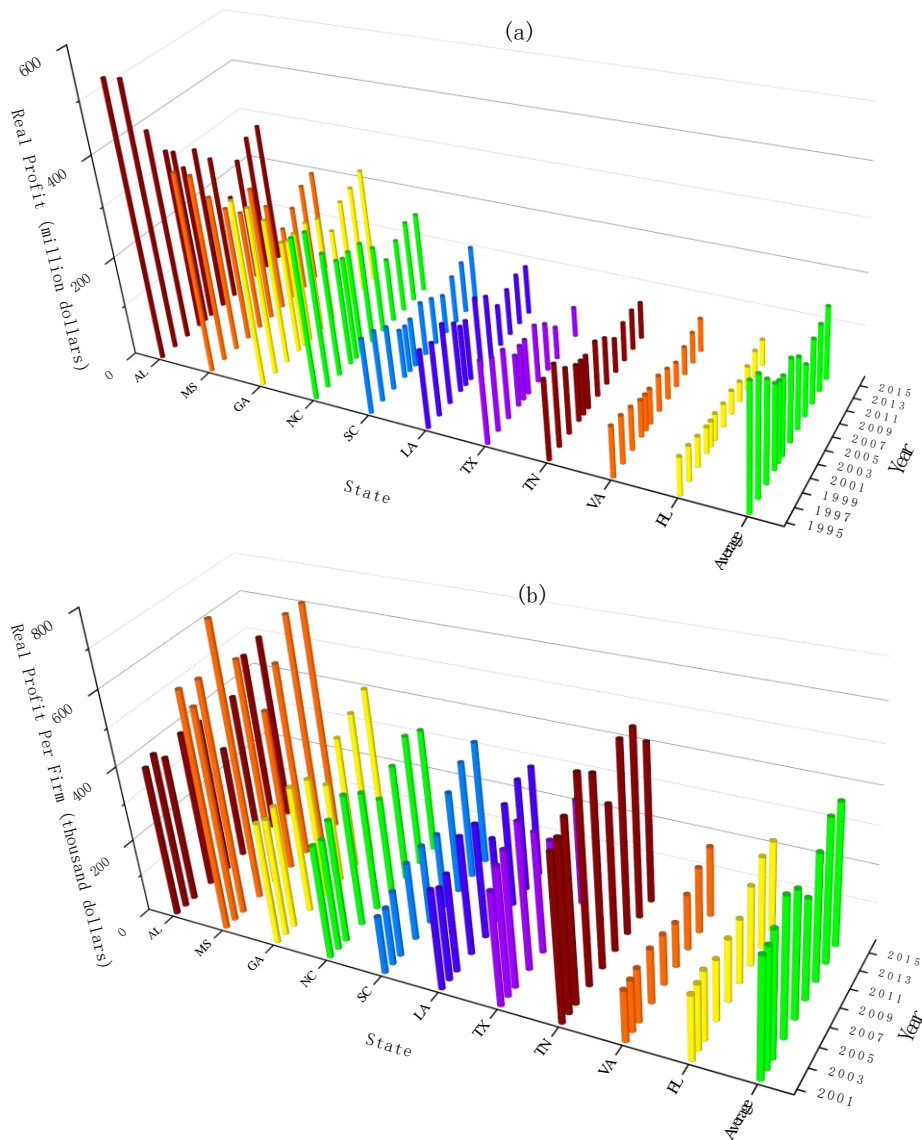 (a)
Real Profit (million dollars)
600
400
200
0
AL
MS
GA
NC
SC
LA
TX
TN
VA
FL
Average
State
2015
2013
2011
2009
2007
2005
2003
2001
1999
1997
1995
Year
(b)
Real Profit Per Firm (thousand dollars)
800
600
400
200
0
AL
MS
GA
NC
SC
LA
TX
TN
VA
FL
Average
State
2015
2013
2011
2009
2007
2005
2003
2001
Year